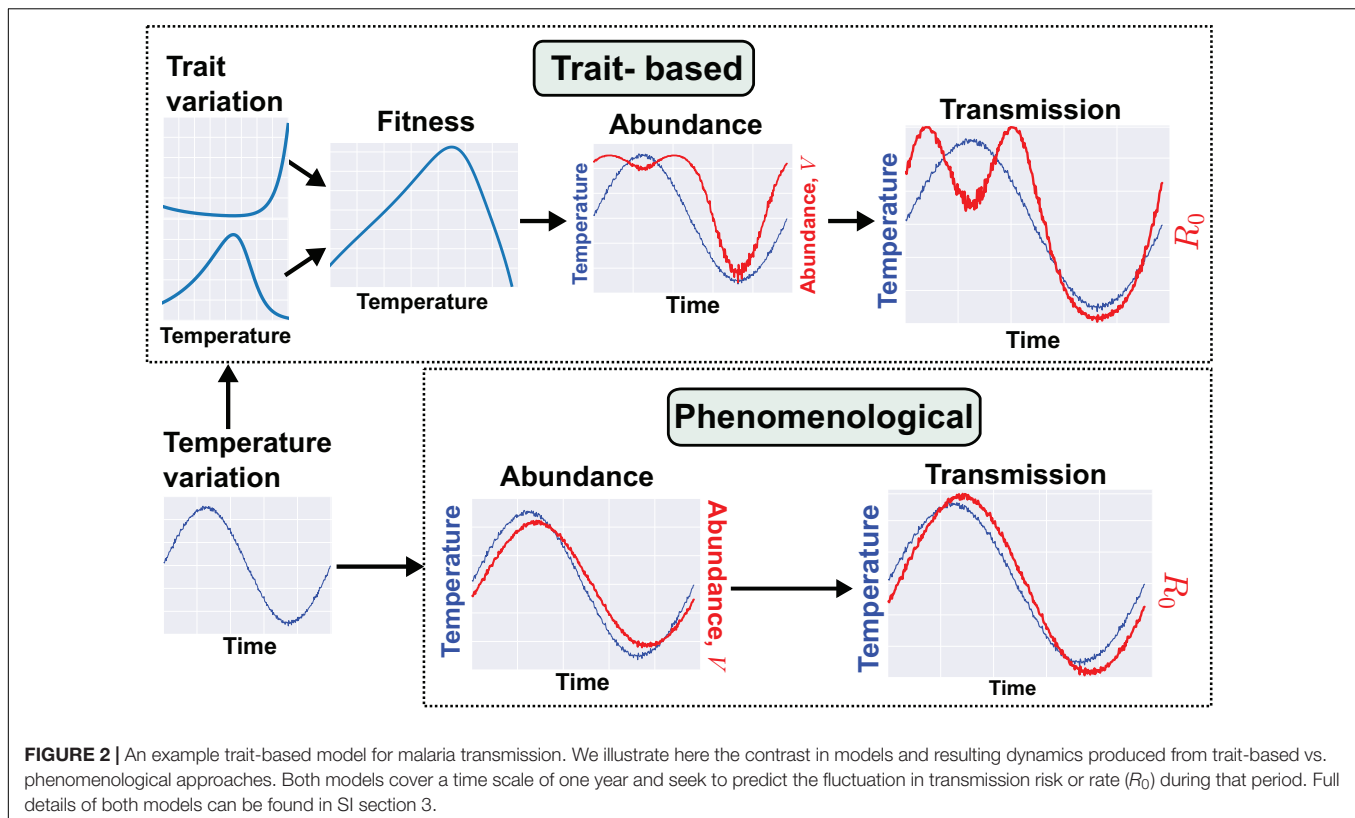 Trait- based
Trait
variation
Temperature
Fitness
Temperature
Abundance
Temperature
Abundance, V
Time
Transmission
Temperature
R0
Time
Temperature
variation
Time
Phenomenological
Abundance
Temperature
Abundance, V
Time
Transmission
Temperature
R0
Time
FIGURE 2 | An example trait-based model for malaria transmission. We illustrate here the contrast in models and resulting dynamics produced from trait-based vs.
phenomenological approaches. Both models cover a time scale of one year and seek to predict the fluctuation in transmission risk or rate (R0) during that period. Full
details of both models can be found in SI section 3.